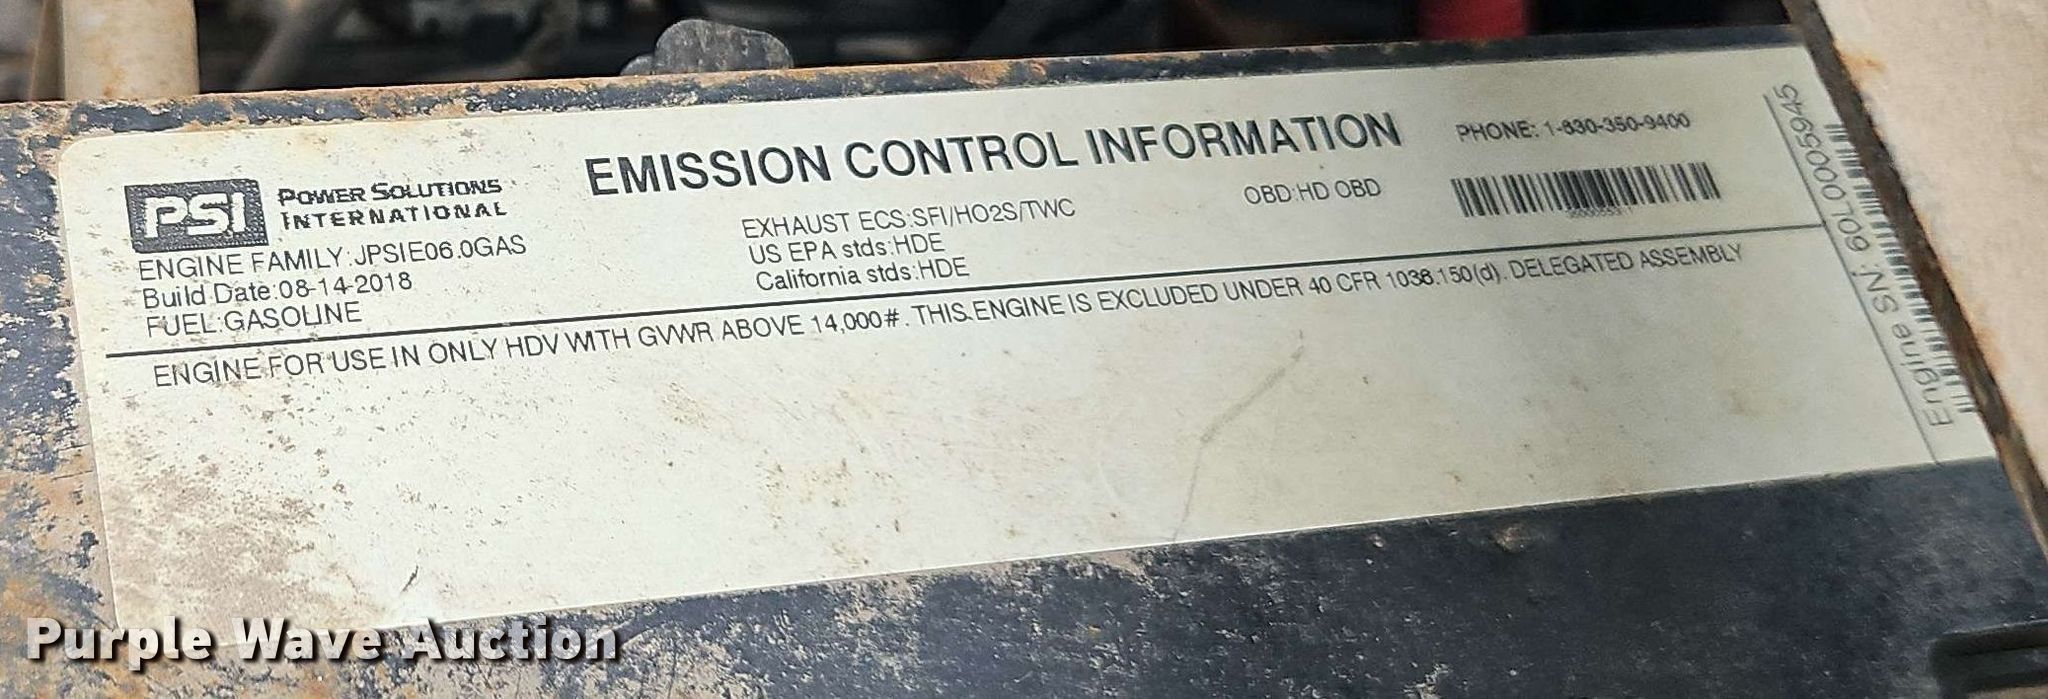 EMISSION CONTROL INFORMATION
PHONE: 1-630-350-9400
PSI POWER SOLUTIONS
INTERNATIONAL
ENGINE FAMILY:JPSIE06.0GAS
Build Date:08-14-2018
FUEL:GASOLINE
EXHAUST ECS:SFI/HO2S/TWC
US EPA stds:HDE
California stds:HDE
OBD:HD OBD
ENGINE FOR USE IN ONLY HDV WITH GVWR ABOVE 14,000#. THIS ENGINE IS EXCLUDED UNDER 40 CFR 1036.150(d). DELEGATED ASSEMBLY
Engine SN: 60L0005945
Purple Wave Auction